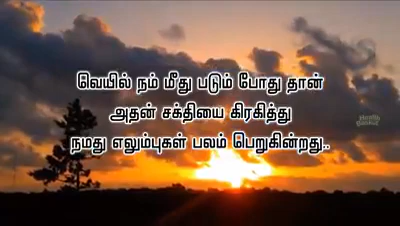 வெயில் நம் மீது படும் போது தான்
அதன் சக்தியை கிரகித்து
நமது எலும்புகள் பலம் பெறுகின்றது..